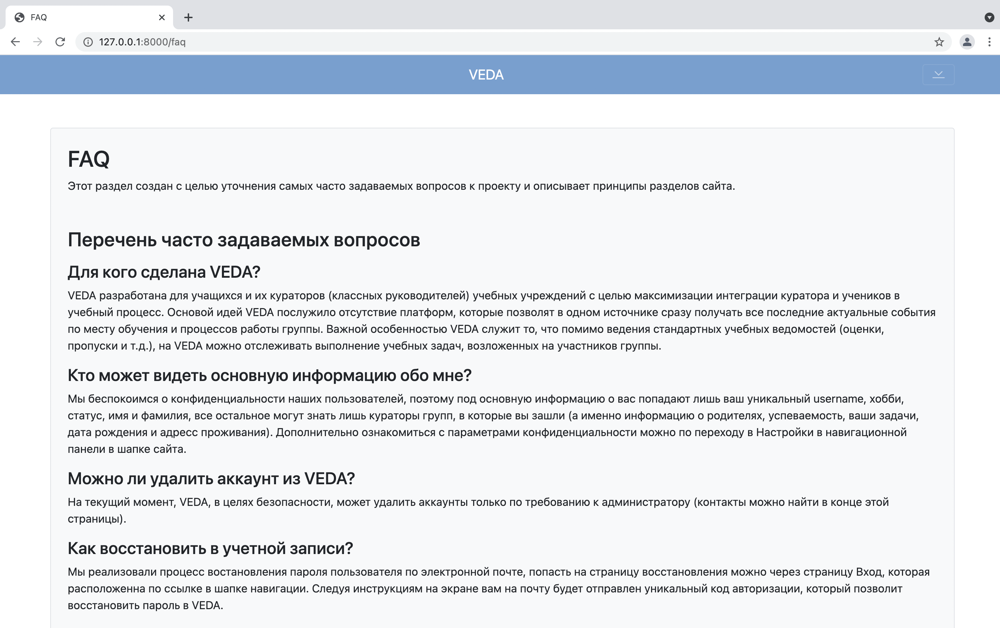 FAQ
127.0.0.1:8000/faq
VEDA
FAQ
Этот раздел создан с целью уточнения самых часто задаваемых вопросов к проекту и описывает принципы разделов сайта.
Перечень часто задаваемых вопросов
Для кого сделана VEDA?
VEDA разработана для учащихся и их кураторов (классных руководителей) учебных учреждений с целью максимизации интеграции куратора и учеников в
учебный процесс. Основой идей VEDA послужило отсутствие платформ, которые позволят в одном источнике сразу получать все последние актуальные события
по месту обучения и процессов работы группы. Важной особенностью VEDA служит то, что помимо ведения стандартных учебных ведомостей (оценки,
пропуски и т.д.), на VEDA можно отслеживать выполнение учебных задач, возложенных на участников группы.
Кто может видеть основную информацию обо мне?
Мы беспокоимся о конфиденциальности наших пользователей, поэтому под основную информацию о вас попадают лишь ваш уникальный username, хобби,
статус, имя и фамилия, все остальное могут знать лишь кураторы групп, в которые вы зашли (а именно информацию о родителях, успеваемость, ваши задачи,
дата рождения и адресс проживания). Дополнительно ознакомиться с параметрами конфиденциальности можно по переходу в Настройки в навигационной
панели в шапке сайта.
Можно ли удалить аккаунт из VEDA?
На текущий момент, VEDA, в целях безопасности, может удалить аккаунты только по требованию к администратору (контакты можно найти в конце этой
страницы).
Как восстановить в учетной записи?
Мы реализовали процесс востановления пароля пользователя по электронной почте, попасть на страницу восстановления можно через страницу Вход, которая
расположенна по ссылке в шапке навигации. Следуя инструкциям на экране вам на почту будет отправлен уникальный код авторизации, который позволит
восстановить пароль в VEDA.